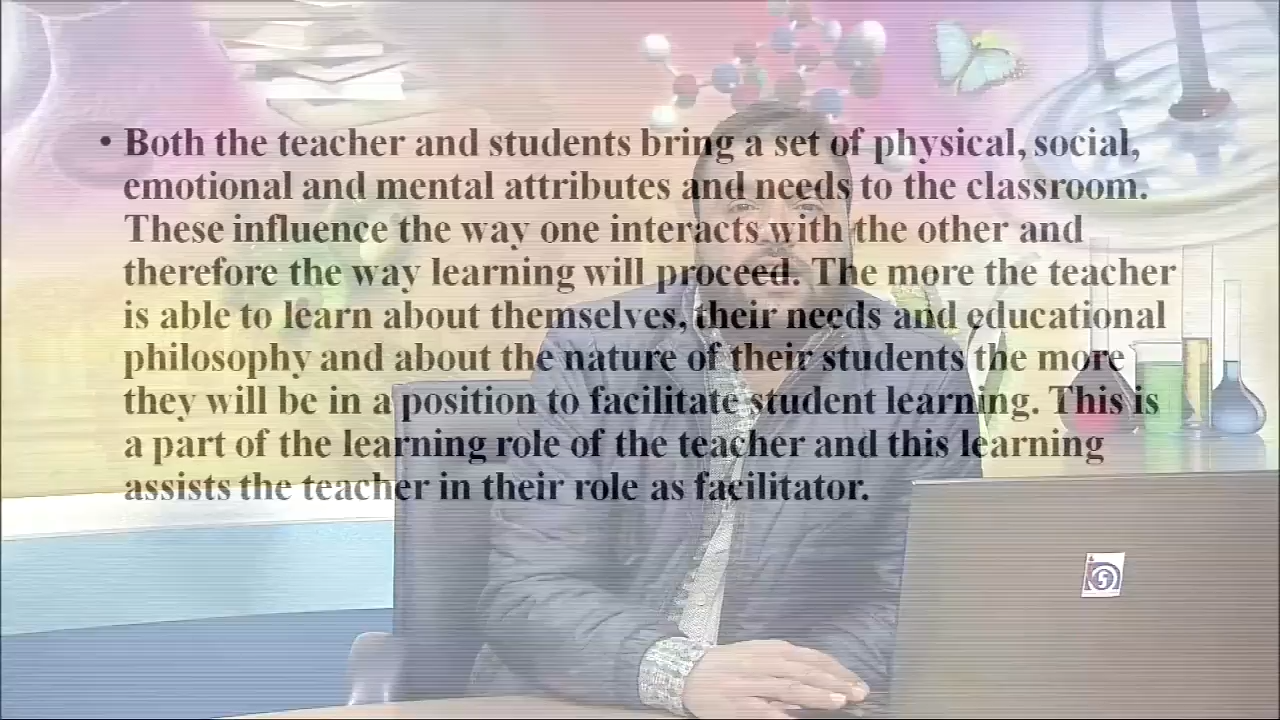 • Both the teacher and students bring a set of physical, social,
emotional and mental attributes and needs to the classroom.
These influence the way one interacts with the other and
therefore the way learning will proceed. The more the teacher
is able to learn about themselves, their needs and educational
philosophy and about the nature of their students the more
they will be in a position to facilitate student learning. This is
a part of the learning role of the teacher and this learning
assists the teacher in their role as facilitator.